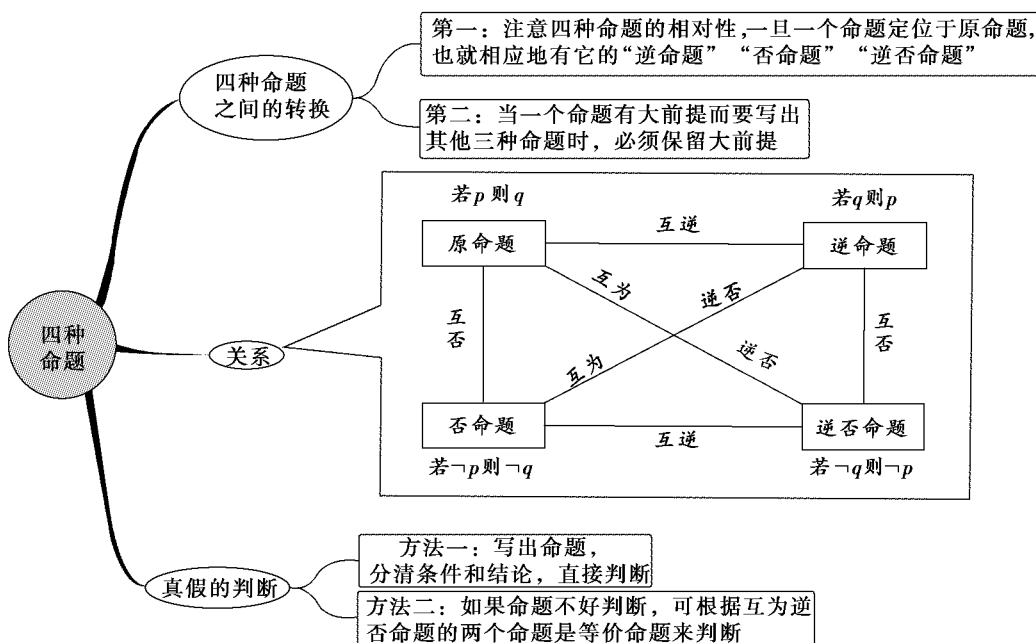 第一：注意四种命题的相对性,一旦一个命题定位于原命题,
也就相应地有它的“逆命题” “否命题” “逆否命题”
四种命题
之间的转换
第二：当一个命题有大前提而要写出
其他三种命题时，必须保留大前提
若p则q
若q则p
原命题
互逆
逆命题
互为
逆否
互否
互否
四种
命题
关系
互为
逆否
否命题
互逆
逆否命题
若¬p则¬q
若¬q则¬p
方法一：写出命题，
分清条件和结论，直接判断
真假的判断
方法二：如果命题不好判断，可根据互为逆
否命题的两个命题是等价命题来判断